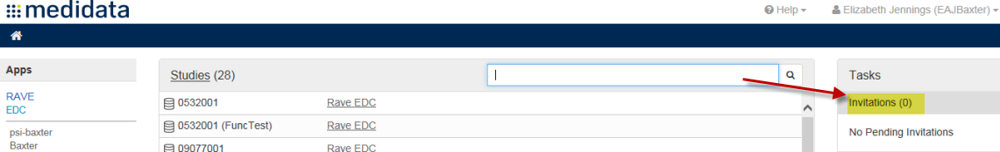 medidata
Help
Elizabeth Jennings (EAJBaxter)
Apps
RAVE
EDC
psi-baxter
Baxter
Studies (28)
0532001 Rave EDC
0532001 (FuncTest) Rave EDC
09077001 Rave EDC
Tasks
Invitations (0)
No Pending Invitations